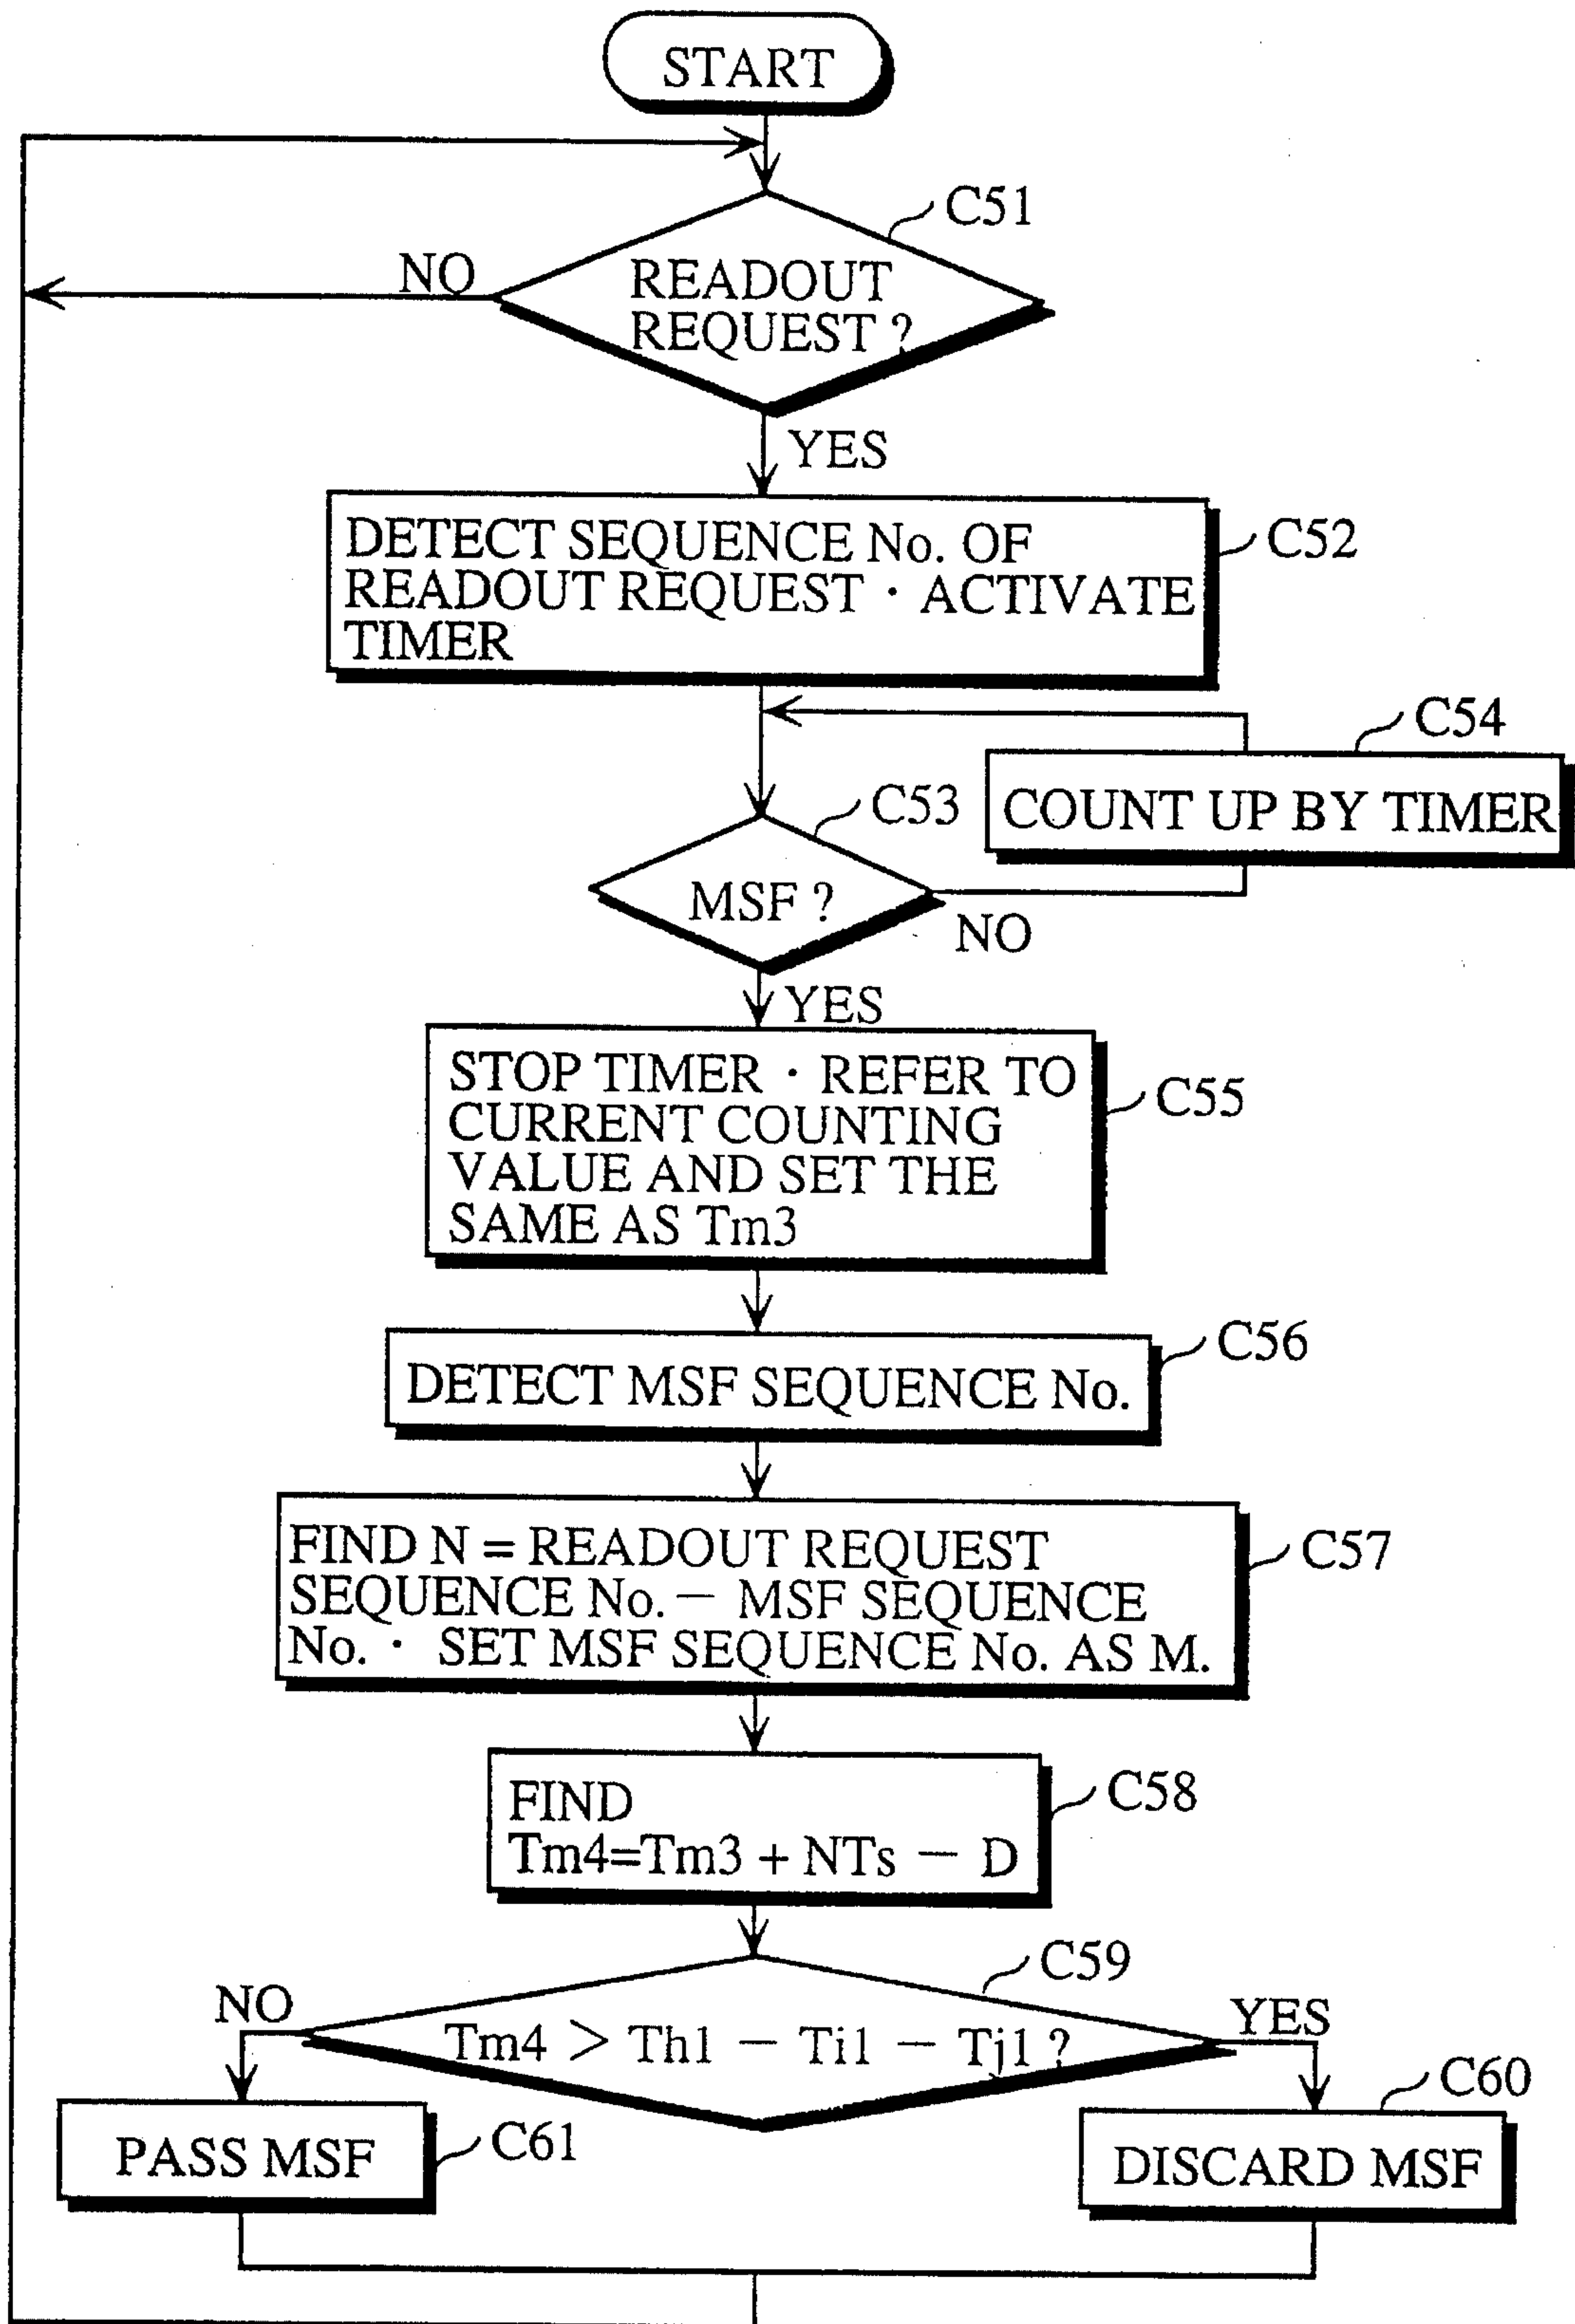 START
C51
NO
READOUT
REQUEST ?
YES
DETECT SEQUENCE No. OF
READOUT REQUEST · ACTIVATE
TIMER
C52
C54
COUNT UP BY TIMER
C53
MSF ?
NO
YES
STOP TIMER · REFER TO
CURRENT COUNTING
VALUE AND SET THE
SAME AS Tm3
C55
C56
DETECT MSF SEQUENCE No.
FIND N = READOUT REQUEST
SEQUENCE No. − MSF SEQUENCE
No. · SET MSF SEQUENCE No. AS M.
C57
FIND
Tm4=Tm3 + NTs − D
C58
C59
NO
Tm4 > Th1 − Ti1 − Tj1 ?
YES
C60
PASS MSF
C61
DISCARD MSF